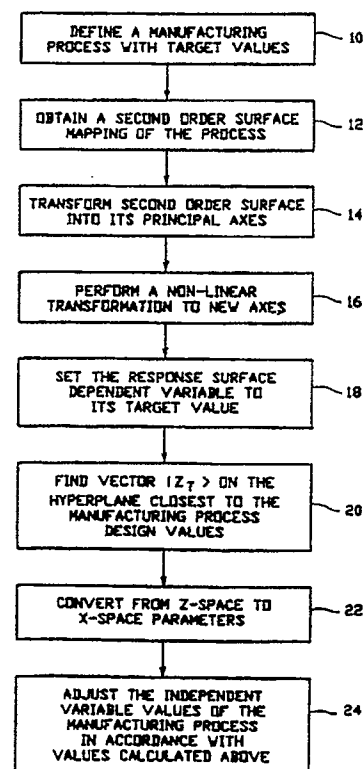 DEFINE A MANUFACTURING
PROCESS WITH TARGET VALUES
10
OBTAIN A SECOND ORDER SURFACE
MAPPING OF THE PROCESS
12
TRANSFORM SECOND ORDER SURFACE
INTO ITS PRINCIPAL AXES
14
PERFORM A NON-LINEAR
TRANSFORMATION TO NEW AXES
16
SET THE RESPONSE SURFACE
DEPENDENT VARIABLE TO
ITS TARGET VALUE
18
FIND VECTOR |Z_T > ON THE
HYPERPLANE CLOSEST TO THE
MANUFACTURING PROCESS
DESIGN VALUES
20
CONVERT FROM Z-SPACE TO
X-SPACE PARAMETERS
22
ADJUST THE INDEPENDENT
VARIABLE VALUES OF THE
MANUFACTURING PROCESS
IN ACCORDANCE WITH
VALUES CALCULATED ABOVE
24